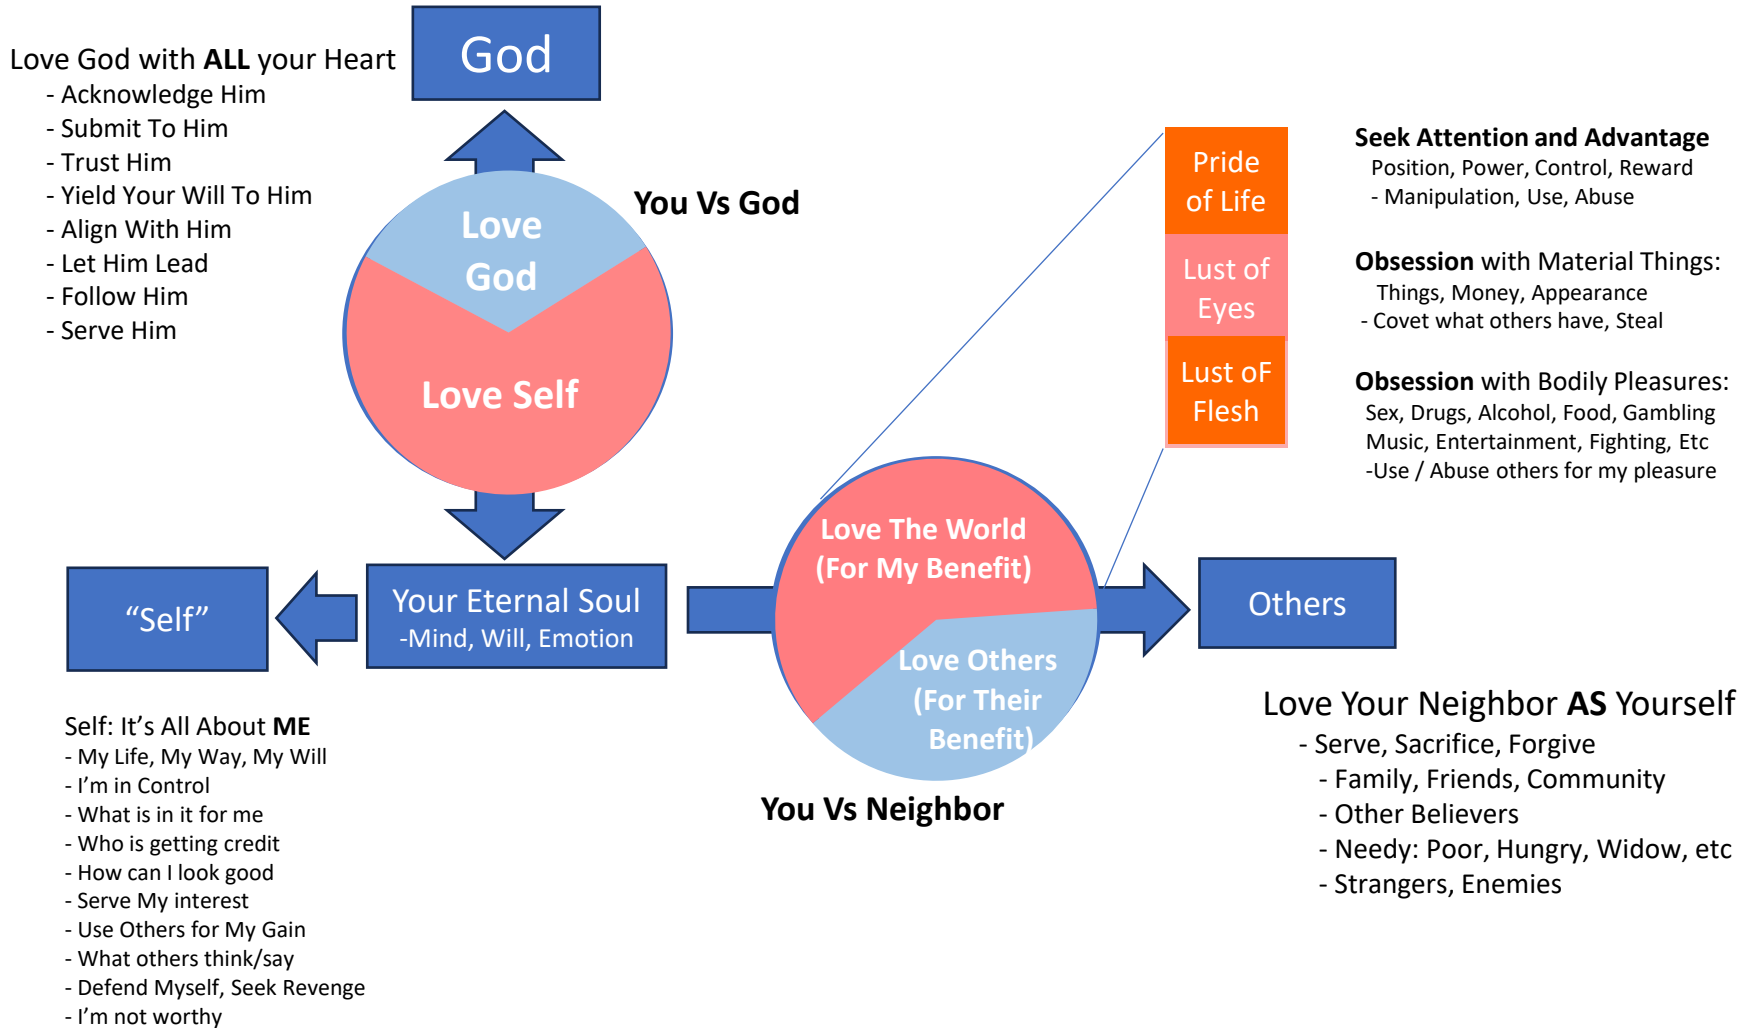 God
Love God with ALL your Heart
- Acknowledge Him
- Submit To Him
- Trust Him
- Yield Your Will To Him
- Align With Him
- Let Him Lead
- Follow Him
- Serve Him
You Vs God
Love
God
Love Self
Pride
of Life
Lust of
Eyes
Lust oF
Flesh
Seek Attention and Advantage
Position, Power, Control, Reward
- Manipulation, Use, Abuse
Obsession with Material Things:
Things, Money, Appearance
- Covet what others have, Steal
Obsession with Bodily Pleasures:
Sex, Drugs, Alcohol, Food, Gambling
Music, Entertainment, Fighting, Etc
-Use / Abuse others for my pleasure
“Self”
Your Eternal Soul
-Mind, Will, Emotion
Love The World
(For My Benefit)
Love Others
(For Their
Benefit)
Others
You Vs Neighbor
Self: It’s All About ME
- My Life, My Way, My Will
- I’m in Control
- What is in it for me
- Who is getting credit
- How can I look good
- Serve My interest
- Use Others for My Gain
- What others think/say
- Defend Myself, Seek Revenge
- I’m not worthy
Love Your Neighbor AS Yourself
- Serve, Sacrifice, Forgive
- Family, Friends, Community
- Other Believers
- Needy: Poor, Hungry, Widow, etc
- Strangers, Enemies